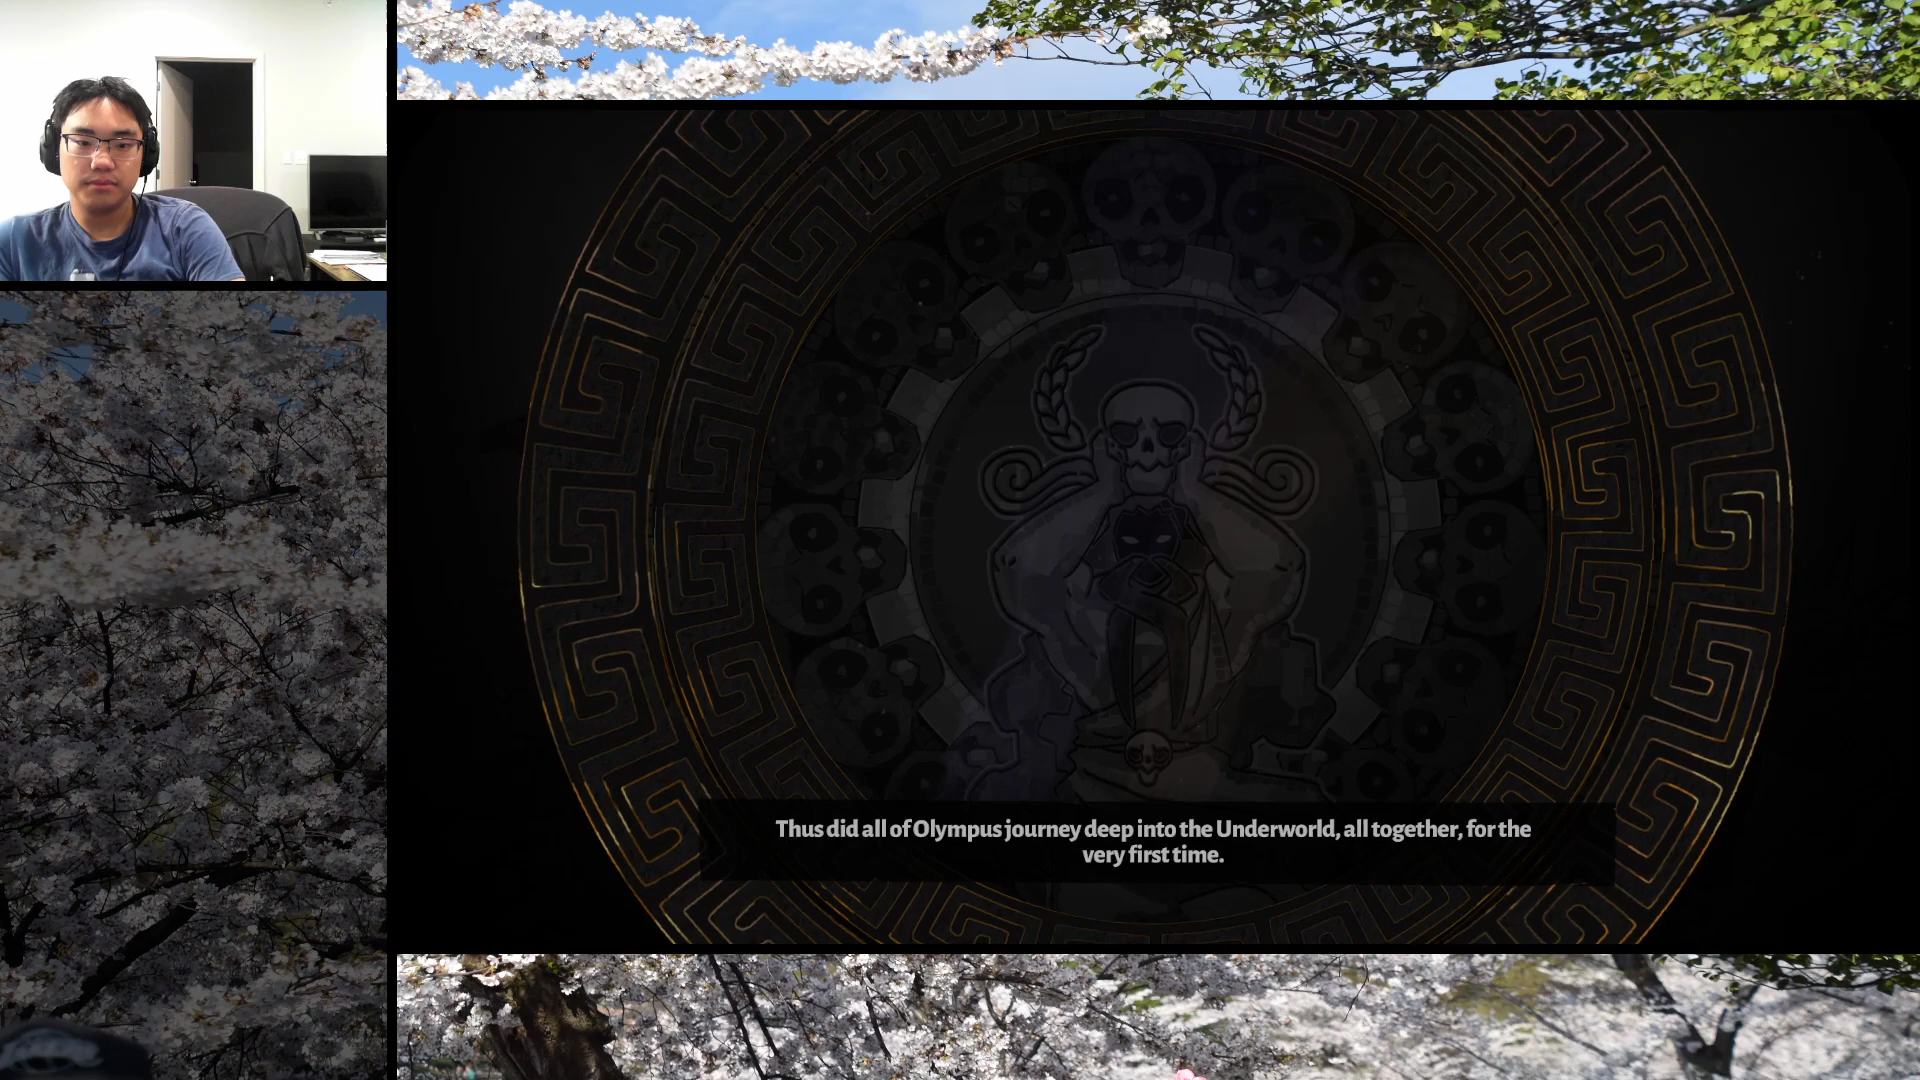 Thus did all of Olympus journey deep into the Underworld, all together, for the
very first time.